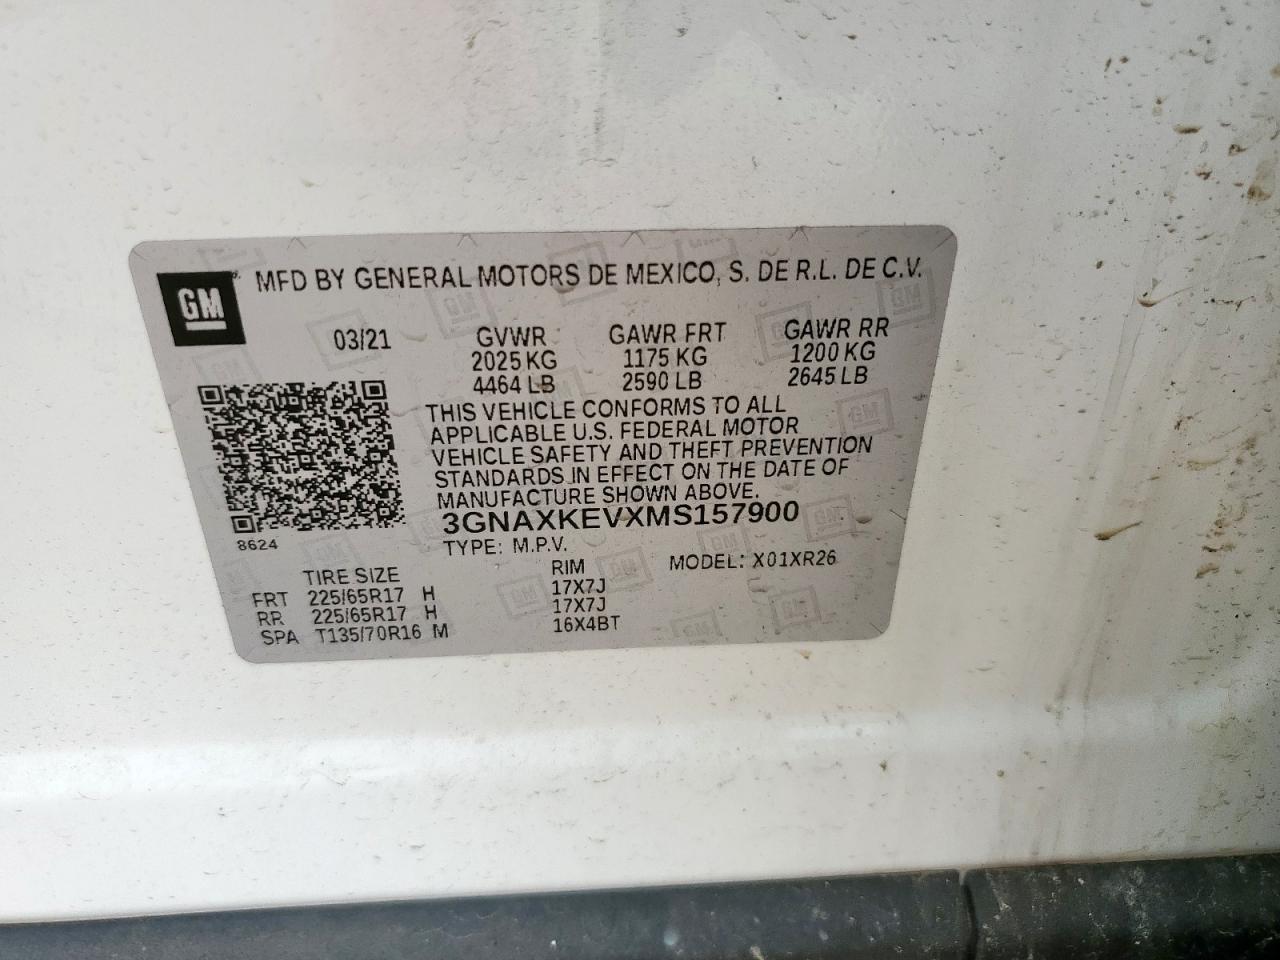 GM
MFD BY GENERAL MOTORS DE MEXICO, S. DE R.L. DE C.V.
03/21 GVWR GAWR FRT GAWR RR
2025 KG 1175 KG 1200 KG
4464 LB 2590 LB 2645 LB
THIS VEHICLE CONFORMS TO ALL
APPLICABLE U.S. FEDERAL MOTOR
VEHICLE SAFETY AND THEFT PREVENTION
STANDARDS IN EFFECT ON THE DATE OF
MANUFACTURE SHOWN ABOVE.
3GNAXKEVXMS157900
8624
TYPE: M.P.V. MODEL: X01XR26
TIRE SIZE RIM
FRT 225/65R17 H 17X7J
RR 225/65R17 H 17X7J
SPA T135/70R16 M 16X4BT